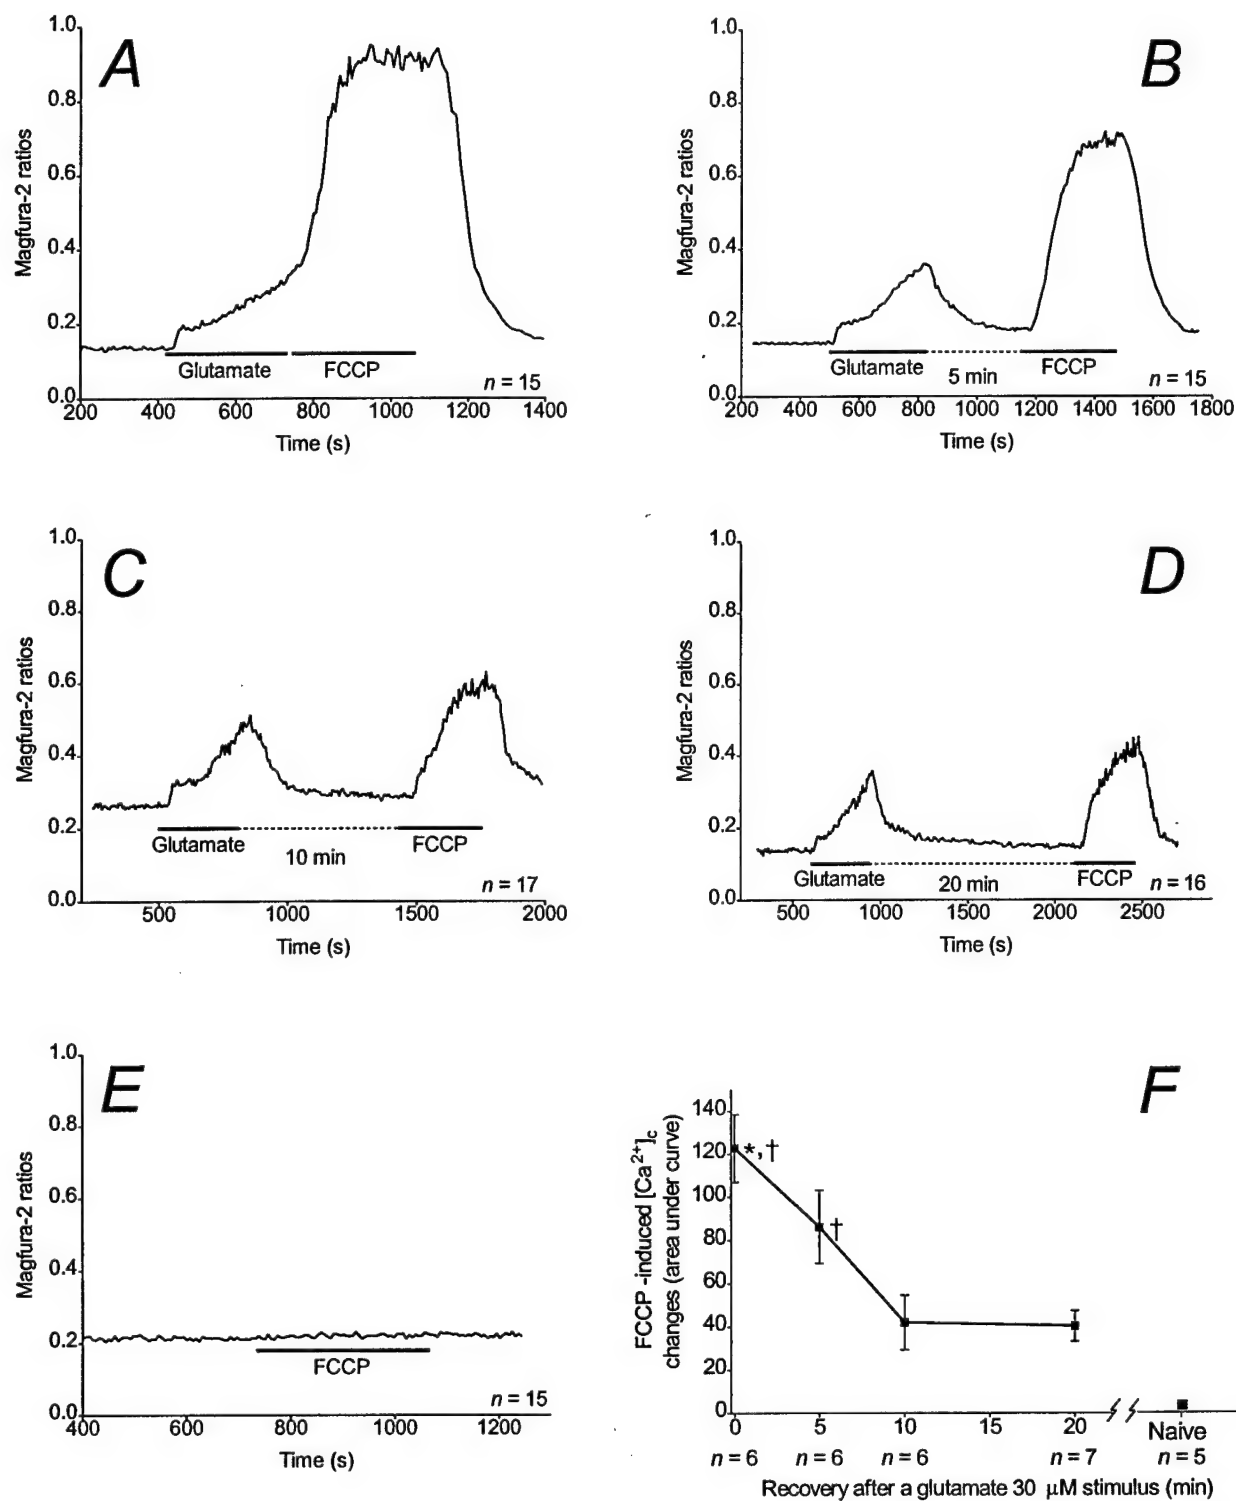 A
1.0
0.8
0.6
0.4
0.2
0.0
Magfura-2 ratios
Glutamate
FCCP
n = 15
200 400 600 800 1000 1200 1400
Time (s)
B
1.0
0.8
0.6
0.4
0.2
0.0
Magfura-2 ratios
Glutamate
5 min
FCCP
n = 15
200 400 600 800 1000 1200 1400 1600 1800
Time (s)
C
1.0
0.8
0.6
0.4
0.2
0.0
Magfura-2 ratios
Glutamate
10 min
FCCP
n = 17
500 1000 1500 2000
Time (s)
D
1.0
0.8
0.6
0.4
0.2
0.0
Magfura-2 ratios
Glutamate
20 min
FCCP
n = 16
500 1000 1500 2000 2500
Time (s)
E
1.0
0.8
0.6
0.4
0.2
0.0
Magfura-2 ratios
FCCP
n = 15
400 600 800 1000 1200
Time (s)
F
140
120
100
80
60
40
20
0
FCCP -induced [Ca²⁺]c
changes (area under curve)
*,†
†
0 5 10 15 20 Naive
n = 6 n = 6 n = 6 n = 7 n = 5
Recovery after a glutamate 30 µM stimulus (min)